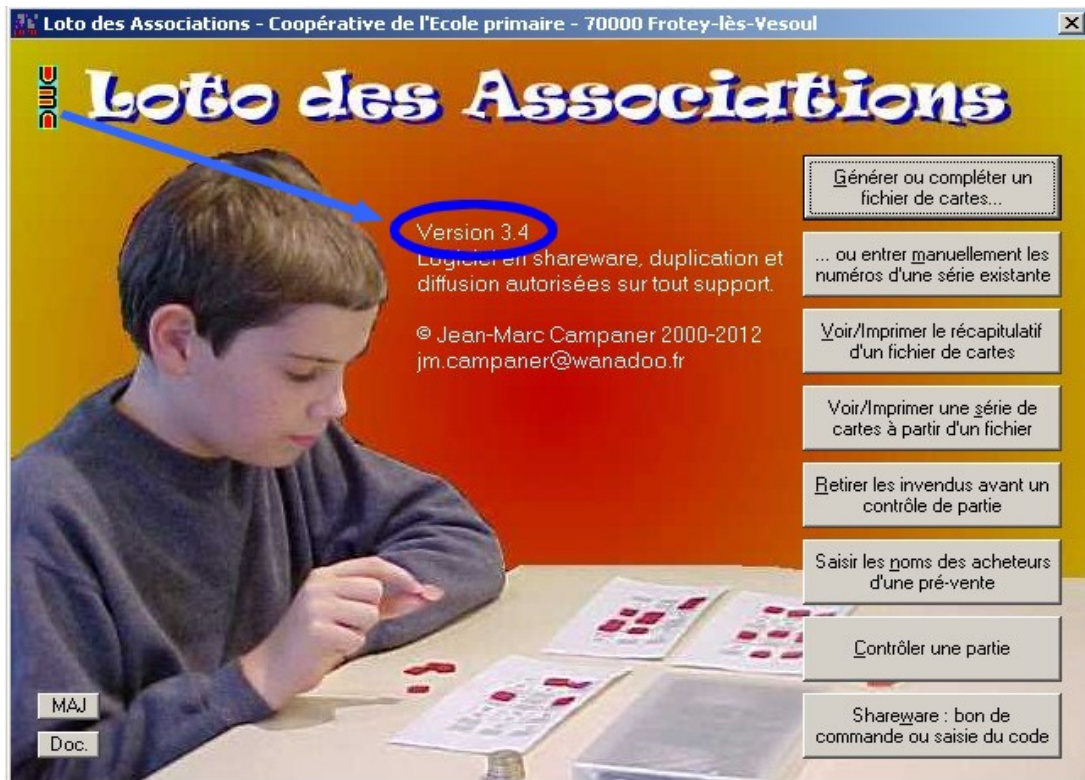 Loto des Associations - Coopérative de l'Ecole primaire - 70000 Frotey-lès-Vesoul
Loto des Associations
Version 3.4
Logiciel en shareware, duplication et
diffusion autorisées sur tout support.
© Jean-Marc Campaner 2000-2012
jm.campaner@wanadoo.fr
Générer ou compléter un
fichier de cartes...
... ou entrer manuellement les
numéros d'une série existante
Voir/Imprimer le récapitulatif
d'un fichier de cartes
Voir/Imprimer une série de
cartes à partir d'un fichier
Retirer les invendus avant un
contrôle de partie
Saisir les noms des acheteurs
d'une pré-vente
Contrôler une partie
Shareware : bon de
commande ou saisie du code
MAJ
Doc.